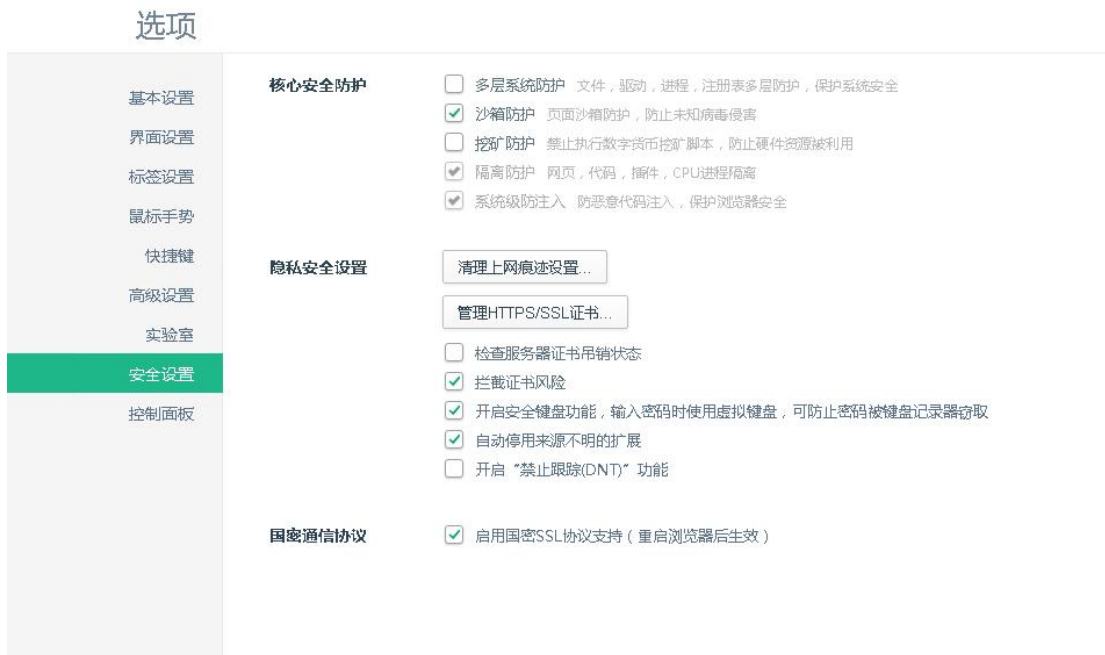 选项
基本设置
界面设置
标签设置
鼠标手势
快捷键
高级设置
实验室
安全设置
控制面板
核心安全防护
多层系统防护 文件，驱动，进程，注册表多层防护，保护系统安全
沙箱防护 页面沙箱防护，防止未知病毒侵害
挖矿防护 禁止执行数字货币挖矿脚本，防止硬件资源被利用
隔离防护 网页，代码，插件，CPU进程隔离
系统级防注入 防恶意代码注入，保护浏览器安全
隐私安全设置
清理上网痕迹设置...
管理HTTPS/SSL证书...
检查服务器证书吊销状态
拦截证书风险
开启安全键盘功能，输入密码时使用虚拟键盘，可防止密码被键盘记录器窃取
自动停用来源不明的扩展
开启“禁止跟踪(DNT)”功能
国密通信协议
启用国密SSL协议支持（重启浏览器后生效）